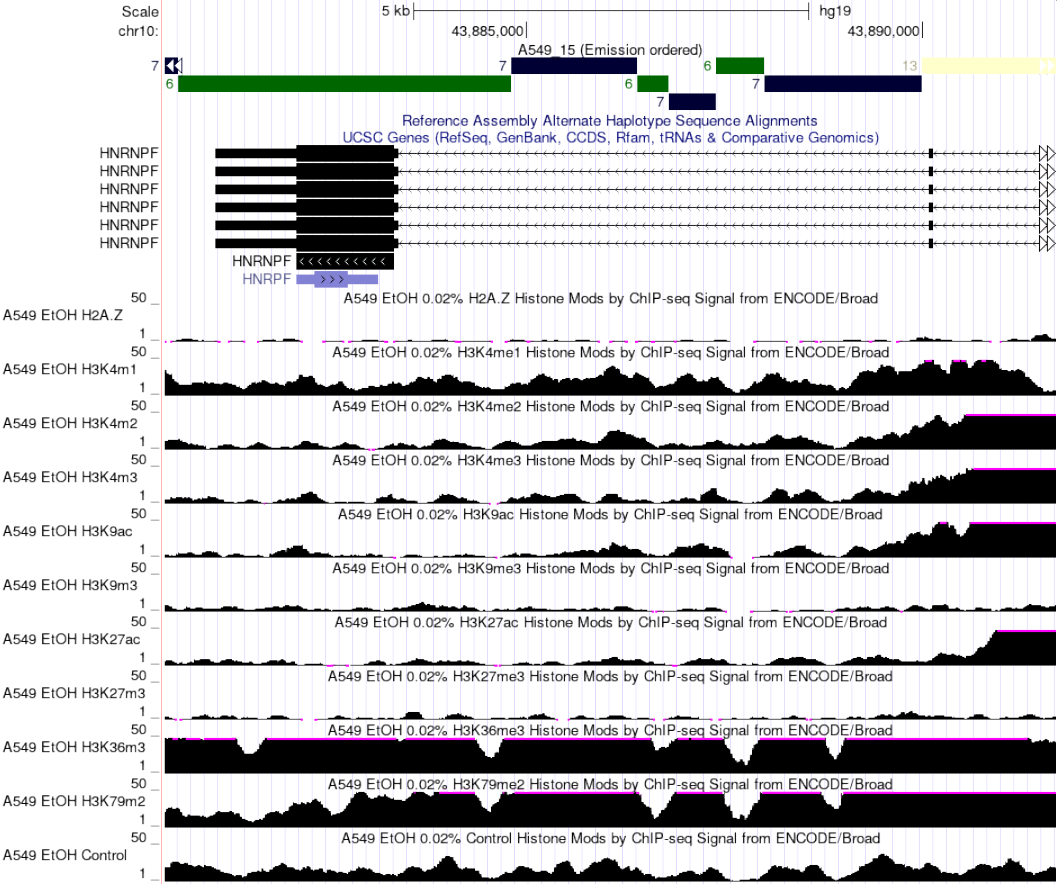 Scale 5 kb hg19
chr10: 43,885,000 43,890,000
A549_15 (Emission ordered)
7 7 6 13
6 6 7
7
Reference Assembly Alternate Haplotype Sequence Alignments
UCSC Genes (RefSeq, GenBank, CCDS, Rfam, tRNAs & Comparative Genomics)
HNRNPF
HNRNPF
HNRNPF
HNRNPF
HNRNPF
HNRNPF
HNRNPF
HNRPF
50 A549 EtOH 0.02% H2A.Z Histone Mods by ChIP-seq Signal from ENCODE/Broad
A549 EtOH H2A.Z
1
50 A549 EtOH 0.02% H3K4me1 Histone Mods by ChIP-seq Signal from ENCODE/Broad
A549 EtOH H3K4m1
1
50 A549 EtOH 0.02% H3K4me2 Histone Mods by ChIP-seq Signal from ENCODE/Broad
A549 EtOH H3K4m2
1
50 A549 EtOH 0.02% H3K4me3 Histone Mods by ChIP-seq Signal from ENCODE/Broad
A549 EtOH H3K4m3
1
50 A549 EtOH 0.02% H3K9ac Histone Mods by ChIP-seq Signal from ENCODE/Broad
A549 EtOH H3K9ac
1
50 A549 EtOH 0.02% H3K9me3 Histone Mods by ChIP-seq Signal from ENCODE/Broad
A549 EtOH H3K9m3
1
50 A549 EtOH 0.02% H3K27ac Histone Mods by ChIP-seq Signal from ENCODE/Broad
A549 EtOH H3K27ac
1
50 A549 EtOH 0.02% H3K27me3 Histone Mods by ChIP-seq Signal from ENCODE/Broad
A549 EtOH H3K27m3
1
50 A549 EtOH 0.02% H3K36me3 Histone Mods by ChIP-seq Signal from ENCODE/Broad
A549 EtOH H3K36m3
1
50 A549 EtOH 0.02% H3K79me2 Histone Mods by ChIP-seq Signal from ENCODE/Broad
A549 EtOH H3K79m2
1
50 A549 EtOH 0.02% Control Histone Mods by ChIP-seq Signal from ENCODE/Broad
A549 EtOH Control
1